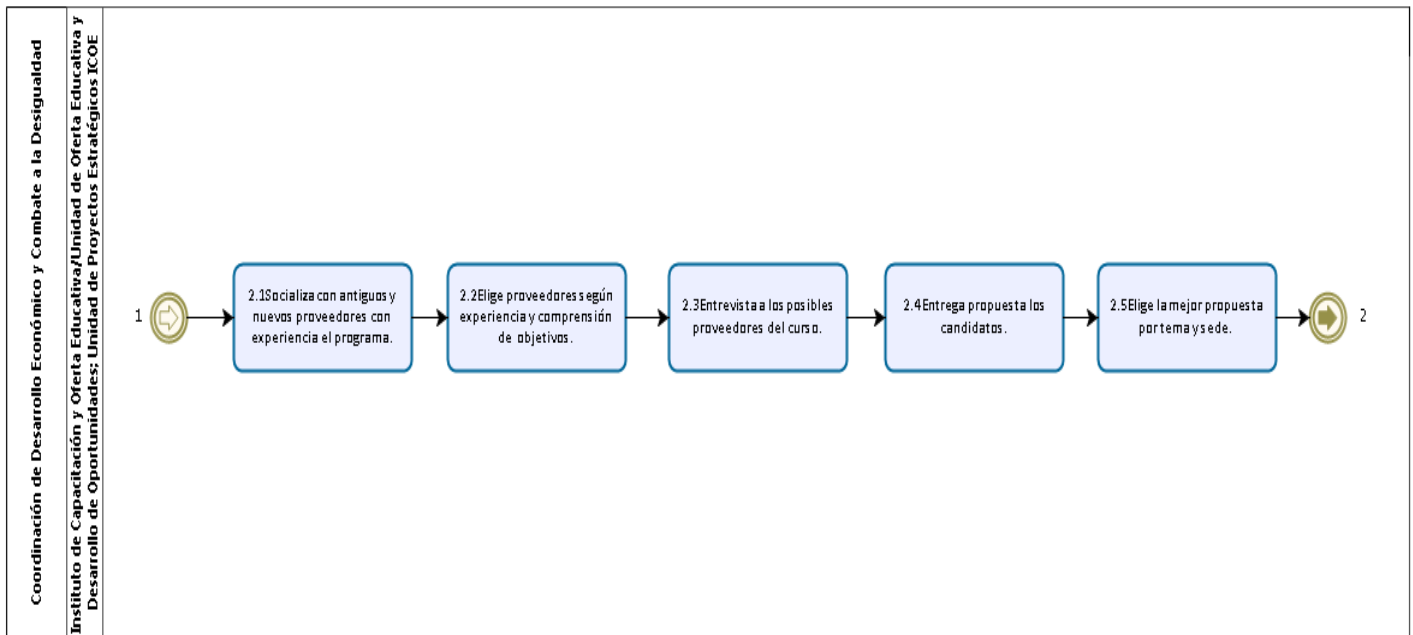 Coordinación de Desarrollo Económico y Combate a la Desigualdad
Instituto de Capacitación y Oferta Educativa/Unidad de Oferta Educativa y
Desarrollo de Oportunidades; Unidad de Proyectos Estratégicos ICOE
1
2.1Socializa con antiguos y
nuevos proveedores con
experiencia el programa.
2.2Elige proveedores según
experiencia y comprensión
de objetivos.
2.3Entrevista a los posibles
proveedores del curso.
2.4Entrega propuesta los
candidatos.
2.5Elige la mejor propuesta
por tema y sede.
2